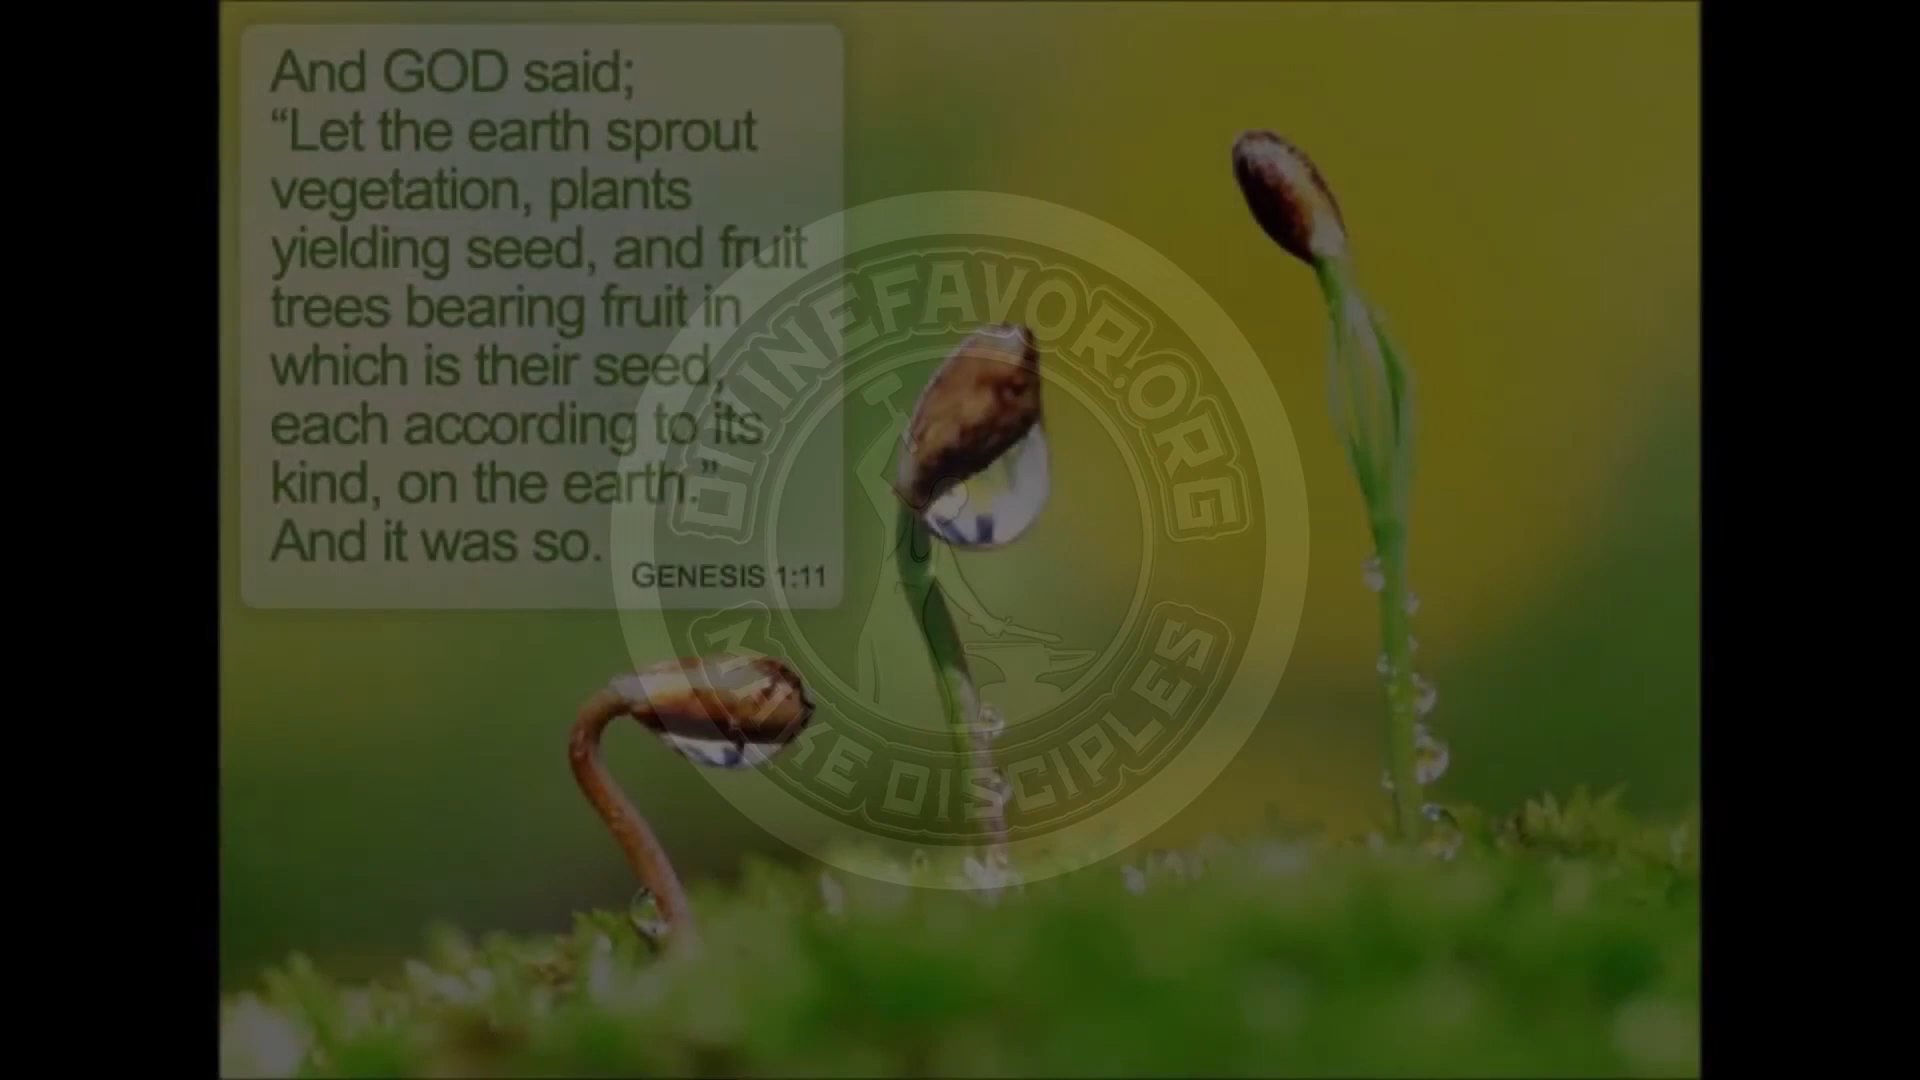 And GOD said;
“Let the earth sprout
vegetation, plants
yielding seed, and fruit
trees bearing fruit in
which is their seed,
each according to its
kind, on the earth.”
And it was so.
GENESIS 1:11
DIVINEFAVOR.ORG
MAKE DISCIPLES